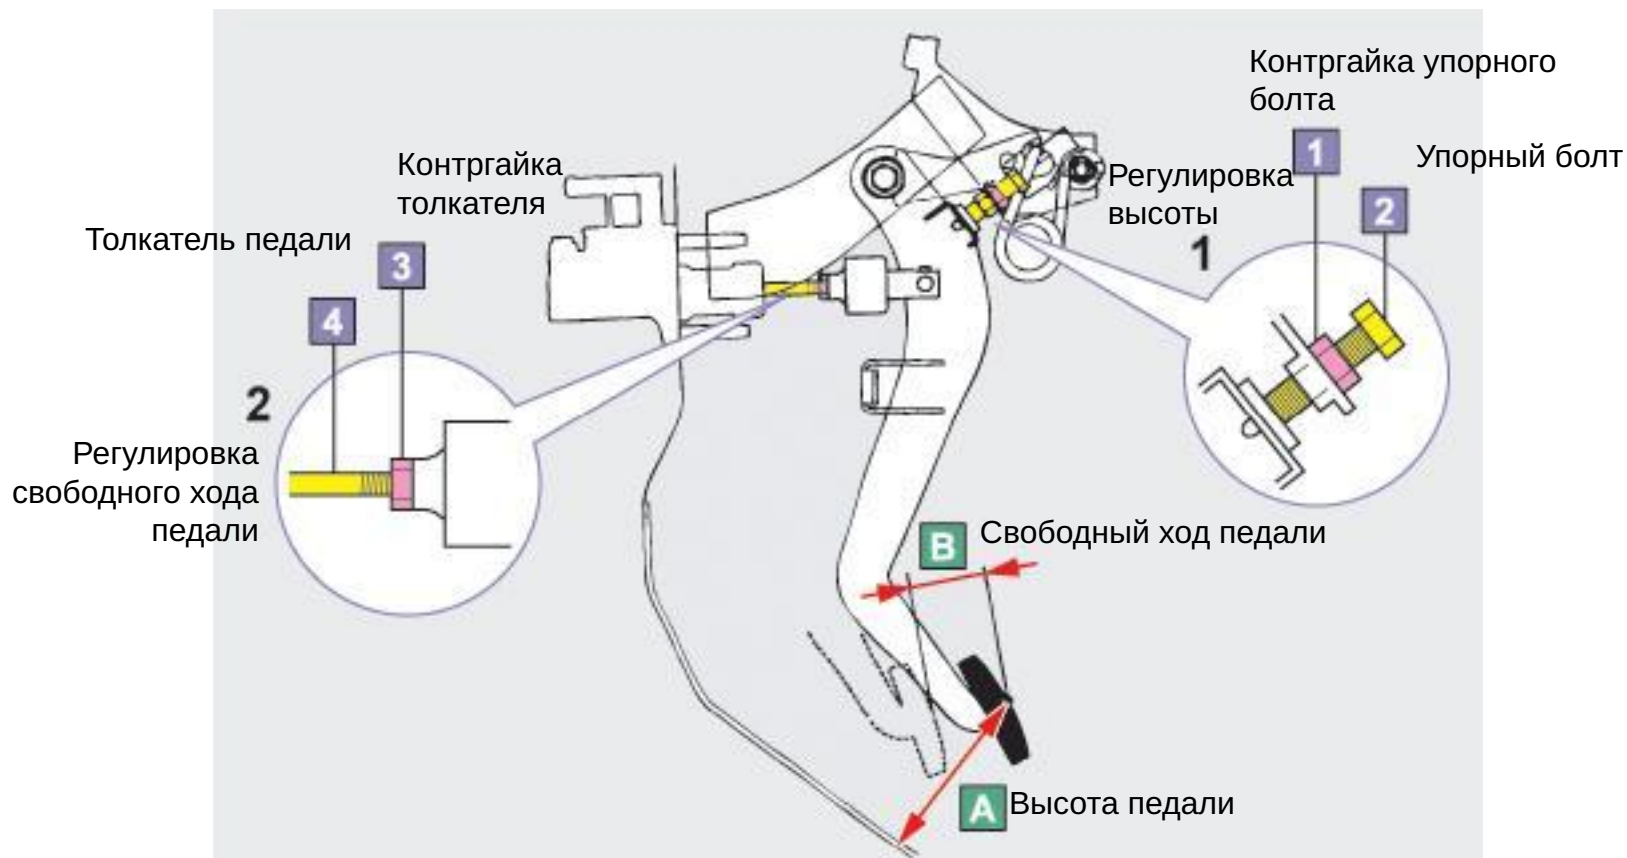 Контргайка упорного
болта
1
Упорный болт
2
Регулировка
высоты
1
Контргайка
толкателя
Толкатель педали
3
4
2
Регулировка
свободного хода
педали
B
Свободный ход педали
A
Высота педали